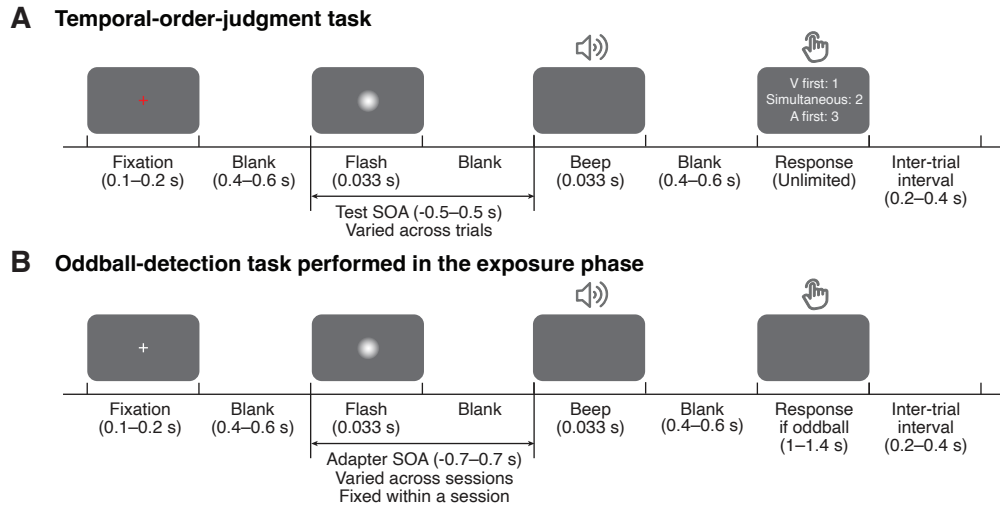 A Temporal-order-judgment task
V first: 1
Simultaneous: 2
A first: 3
Fixation Blank Flash Blank Beep Blank Response Inter-trial
(0.1–0.2 s) (0.4–0.6 s) (0.033 s) (0.033 s) (0.4–0.6 s) (Unlimited) interval
(0.2–0.4 s)
Test SOA (-0.5–0.5 s)
Varied across trials
B Oddball-detection task performed in the exposure phase
Fixation Blank Flash Blank Beep Blank Response Inter-trial
(0.1–0.2 s) (0.4–0.6 s) (0.033 s) (0.033 s) (0.4–0.6 s) if oddball interval
(1–1.4 s) (0.2–0.4 s)
Adapter SOA (-0.7–0.7 s)
Varied across sessions
Fixed within a session